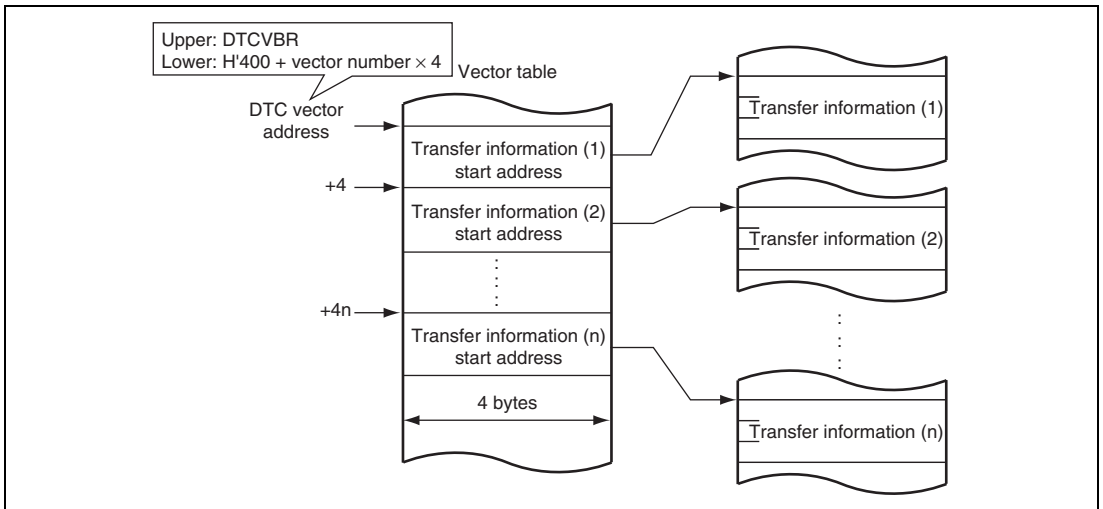 Upper: DTCVBR
Lower: H'400 + vector number × 4
Vector table
DTC vector
address
Transfer information (1)
start address
+4
Transfer information (2)
start address
+4n
Transfer information (n)
start address
4 bytes
Transfer information (1)
Transfer information (2)
Transfer information (n)